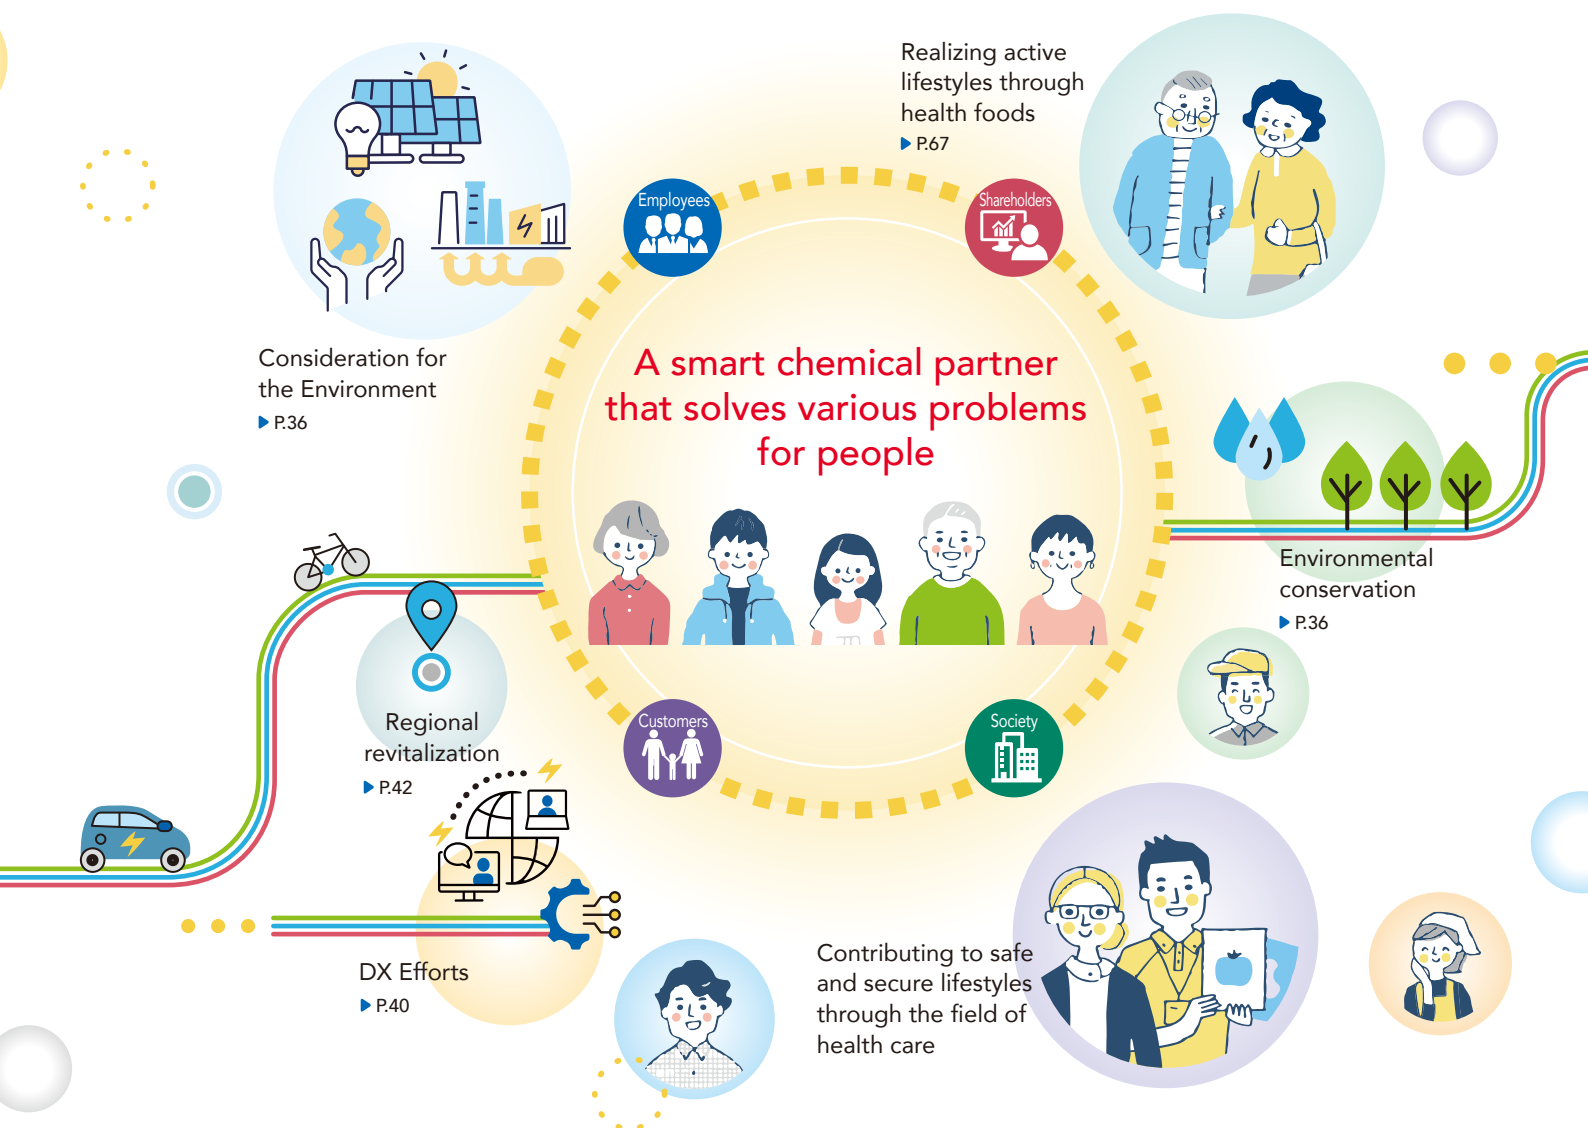 Realizing active
lifestyles through
health foods
P.67
Employees
Shareholders
Consideration for
the Environment
P.36
A smart chemical partner
that solves various problems
for people
Environmental
conservation
P.36
Regional
revitalization
P.42
Customers
Society
DX Efforts
P.40
Contributing to safe
and secure lifestyles
through the field of
health care